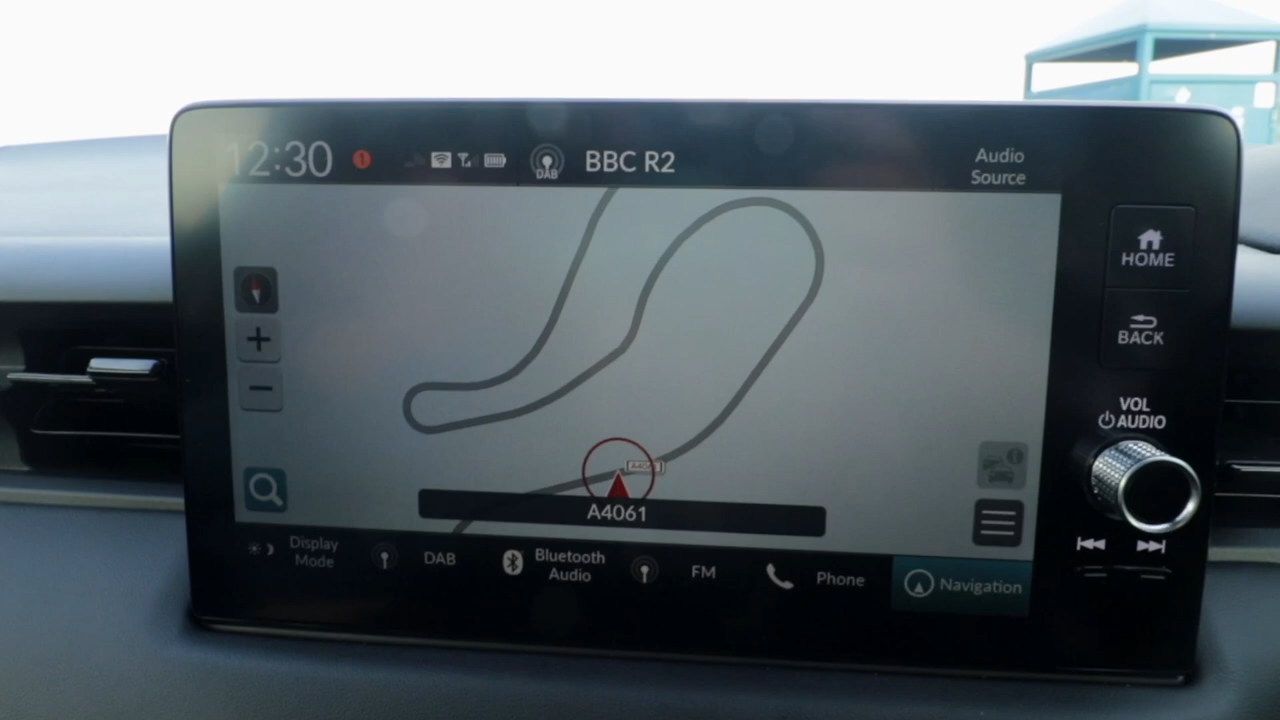 12:30
1
DAB
BBC R2
Audio
Source
HOME
BACK
VOL
AUDIO
A4061
Display
Mode
DAB
Bluetooth
Audio
FM
Phone
Navigation